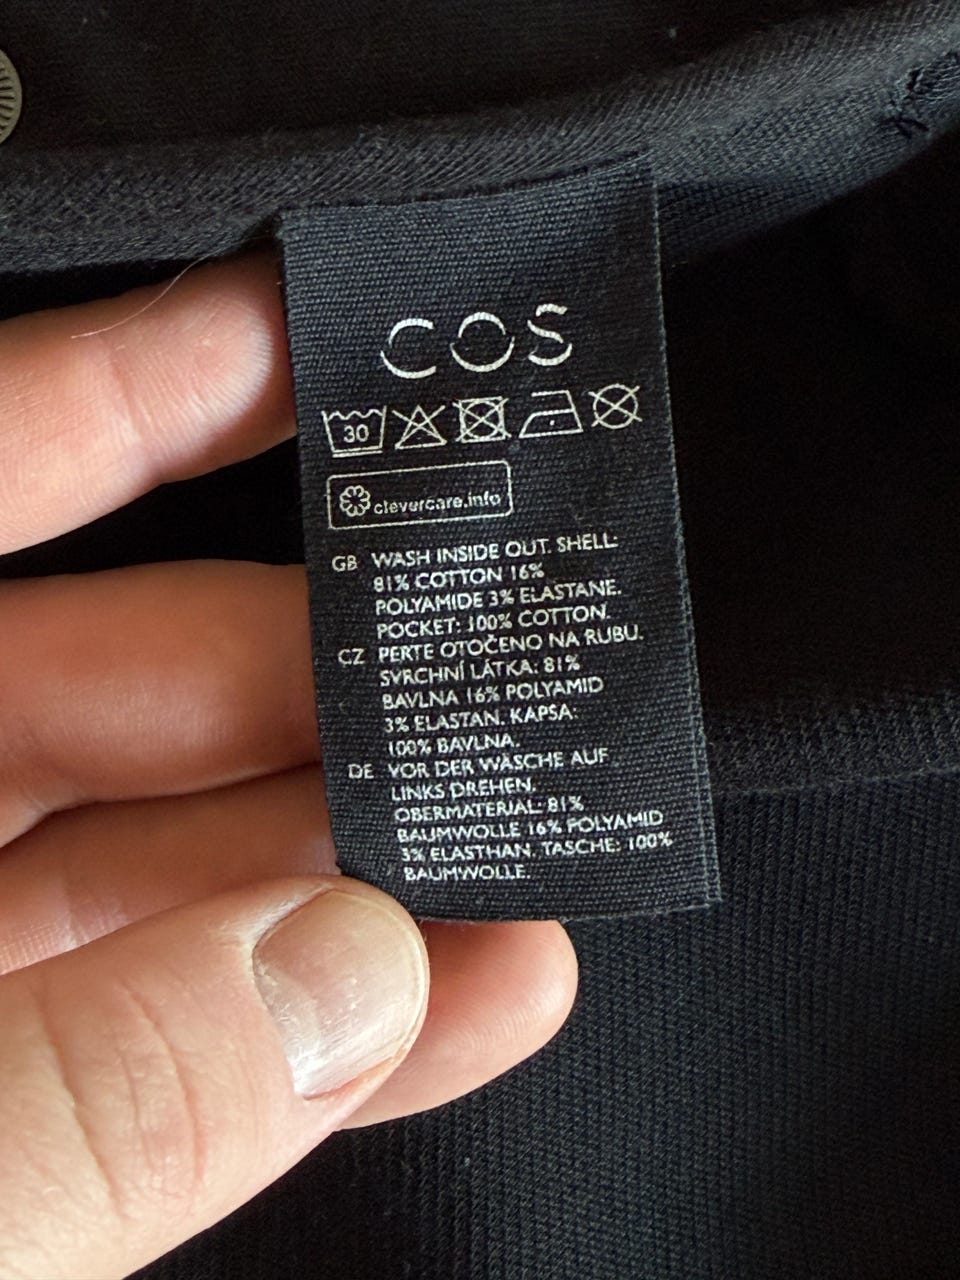 COS
30
clevercare.info
GB WASH INSIDE OUT. SHELL:
81% COTTON 16%
POLYAMIDE 3% ELASTANE.
POCKET: 100% COTTON.
CZ PERTE OTOČENO NA RUBU.
SVRCHNÍ LÁTKA: 81%
BAVLNA 16% POLYAMID
3% ELASTAN. KAPSA:
100% BAVLNA.
DE VOR DER WÄSCHE AUF
LINKS DREHEN.
OBERMATERIAL: 81%
BAUMWOLLE 16% POLYAMID
3% ELASTHAN. TASCHE: 100%
BAUMWOLLE.